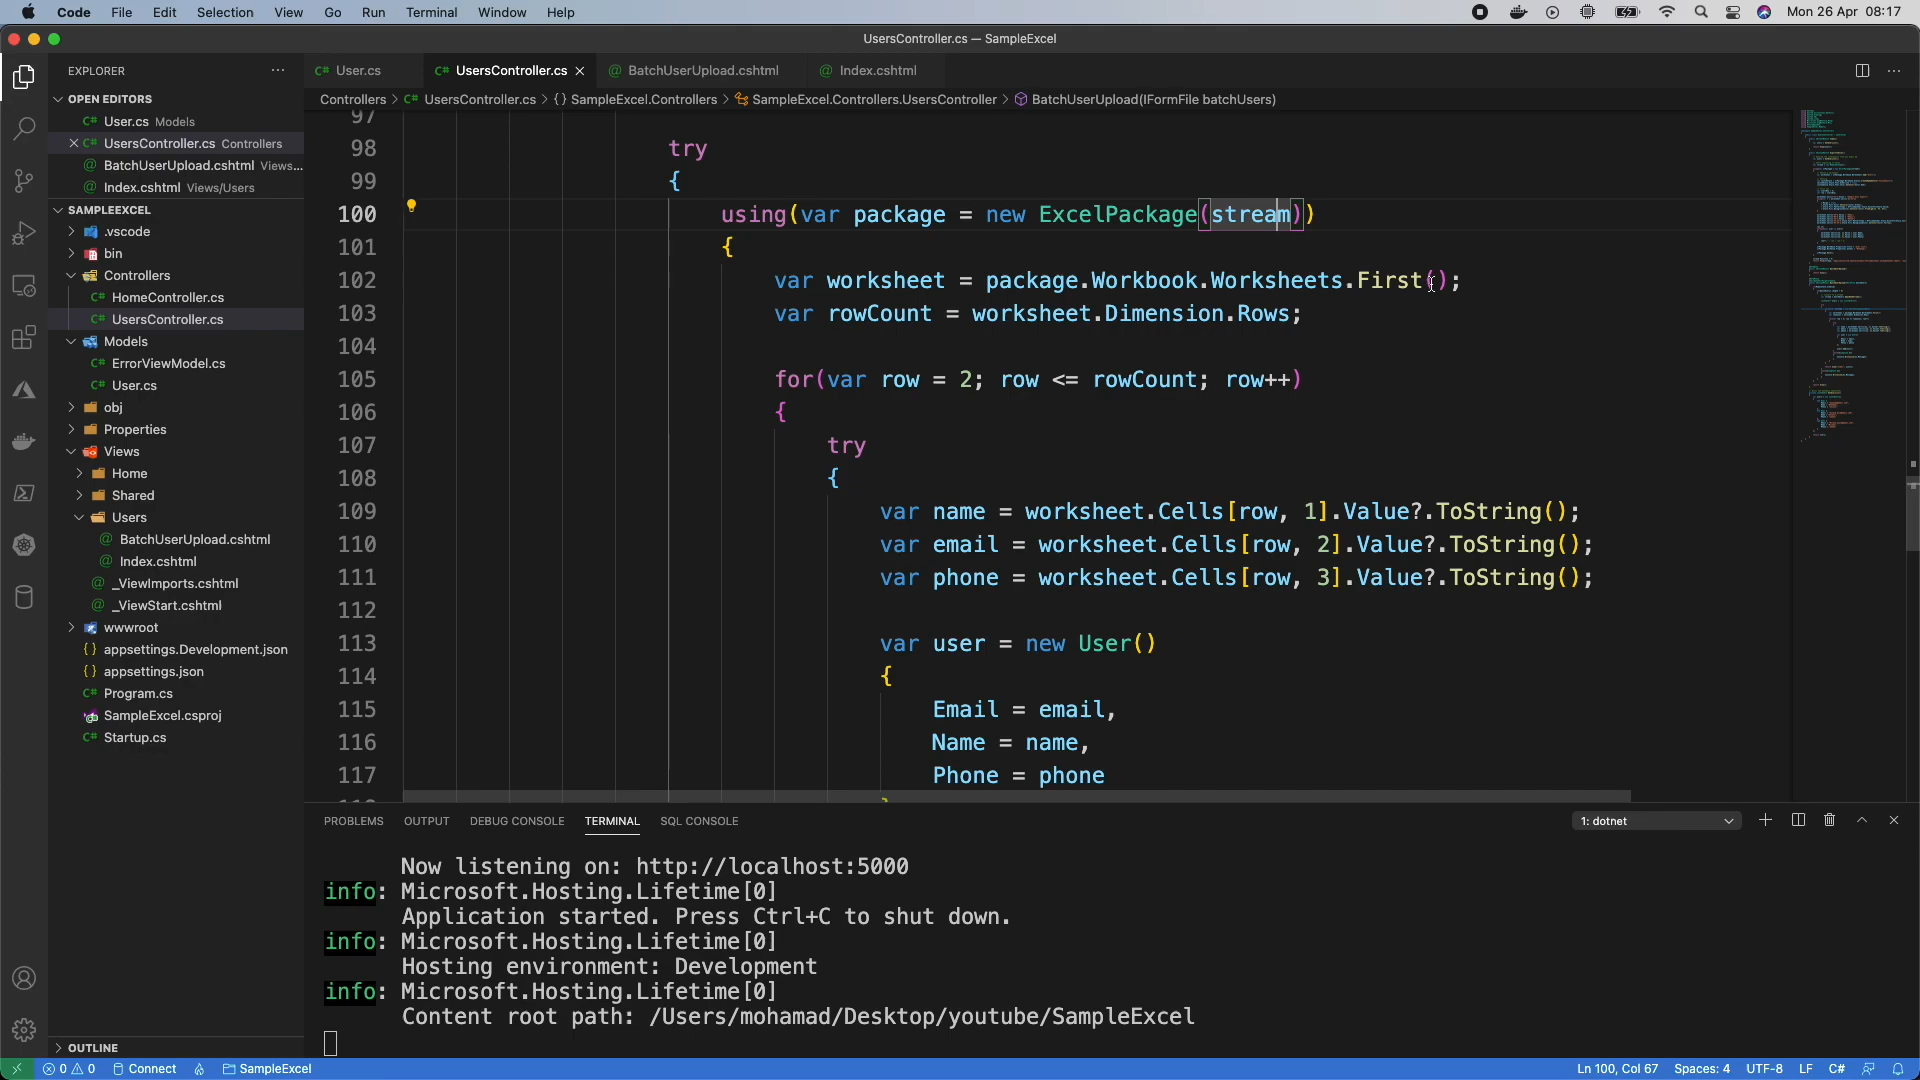 Code File Edit Selection View Go Run Terminal Window Help Mon 26 Apr 08:17
UsersController.cs — SampleExcel
EXPLORER
OPEN EDITORS
User.cs Models
UsersController.cs Controllers
BatchUserUpload.cshtml Views...
Index.cshtml Views/Users
SAMPLEEXCEL
.vscode
bin
Controllers
HomeController.cs
UsersController.cs
Models
ErrorViewModel.cs
User.cs
obj
Properties
Views
Home
Shared
Users
BatchUserUpload.cshtml
Index.cshtml
_ViewImports.cshtml
_ViewStart.cshtml
wwwroot
appsettings.Development.json
appsettings.json
Program.cs
SampleExcel.csproj
Startup.cs
OUTLINE
User.cs UsersController.cs BatchUserUpload.cshtml Index.cshtml
Controllers > UsersController.cs > {} SampleExcel.Controllers > SampleExcel.Controllers.UsersController > BatchUserUpload(IFormFile batchUsers)
97
98 try
99 {
100 using(var package = new ExcelPackage(stream))
101 {
102 var worksheet = package.Workbook.Worksheets.First();
103 var rowCount = worksheet.Dimension.Rows;
104
105 for(var row = 2; row <= rowCount; row++)
106 {
107 try
108 {
109 var name = worksheet.Cells[row, 1].Value?.ToString();
110 var email = worksheet.Cells[row, 2].Value?.ToString();
111 var phone = worksheet.Cells[row, 3].Value?.ToString();
112
113 var user = new User()
114 {
115 Email = email,
116 Name = name,
117 Phone = phone
PROBLEMS OUTPUT DEBUG CONSOLE TERMINAL SQL CONSOLE 1: dotnet
Now listening on: http://localhost:5000
info: Microsoft.Hosting.Lifetime[0]
Application started. Press Ctrl+C to shut down.
info: Microsoft.Hosting.Lifetime[0]
Hosting environment: Development
info: Microsoft.Hosting.Lifetime[0]
Content root path: /Users/mohamad/Desktop/youtube/SampleExcel
0 0 Connect SampleExcel Ln 100, Col 67 Spaces: 4 UTF-8 LF C#